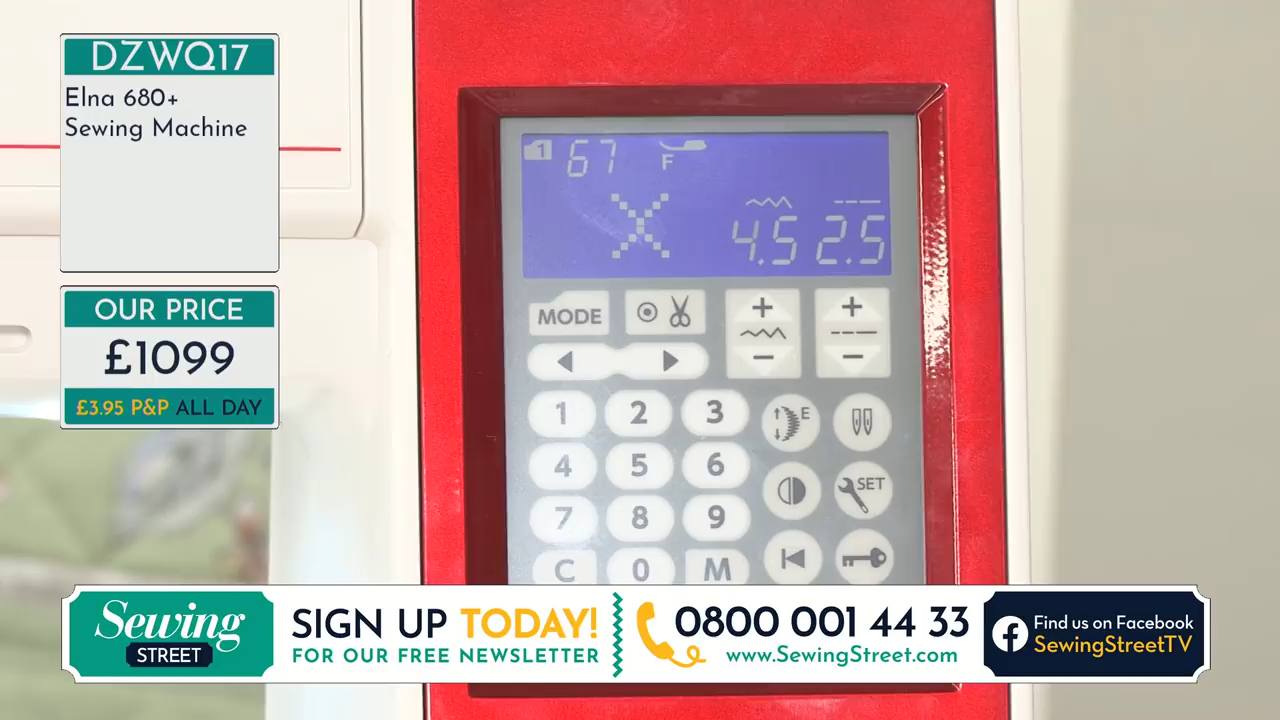 DZWQ17
Elna 680+
Sewing Machine
OUR PRICE
£1099
£3.95 P&P ALL DAY
1 67 F
4.5 2.5
MODE
+ +
- -
1 2 3
E
4 5 6
SET
7 8 9
C 0 M
Sewing
STREET
SIGN UP TODAY!
FOR OUR FREE NEWSLETTER
0800 001 44 33
www.SewingStreet.com
Find us on Facebook
SewingStreetTV